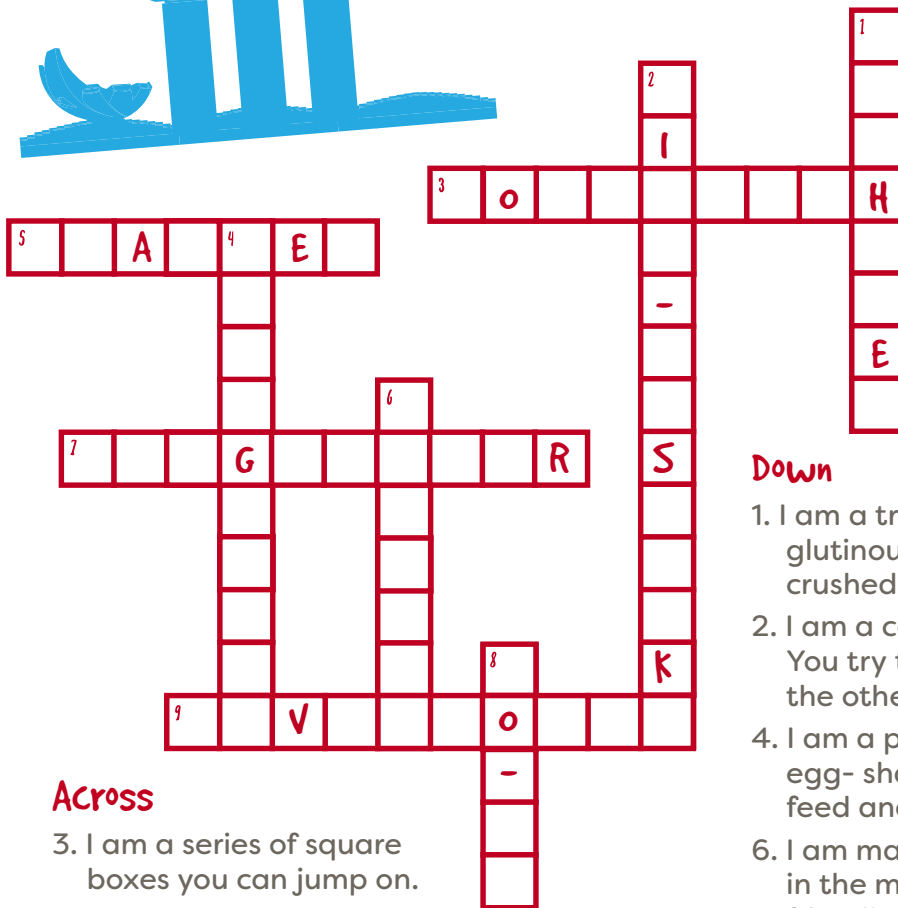 1
2
I
3 O H
5 A 4 E
-
E
6
7 G R S
8
K
9 V O
-
Down
1. I am a tr
glutinou
crushed
2. I am a c
You try t
the othe
4. I am a p
egg- sha
feed and
6. I am ma
in the m
Across
3. I am a series of square
boxes you can jump on.